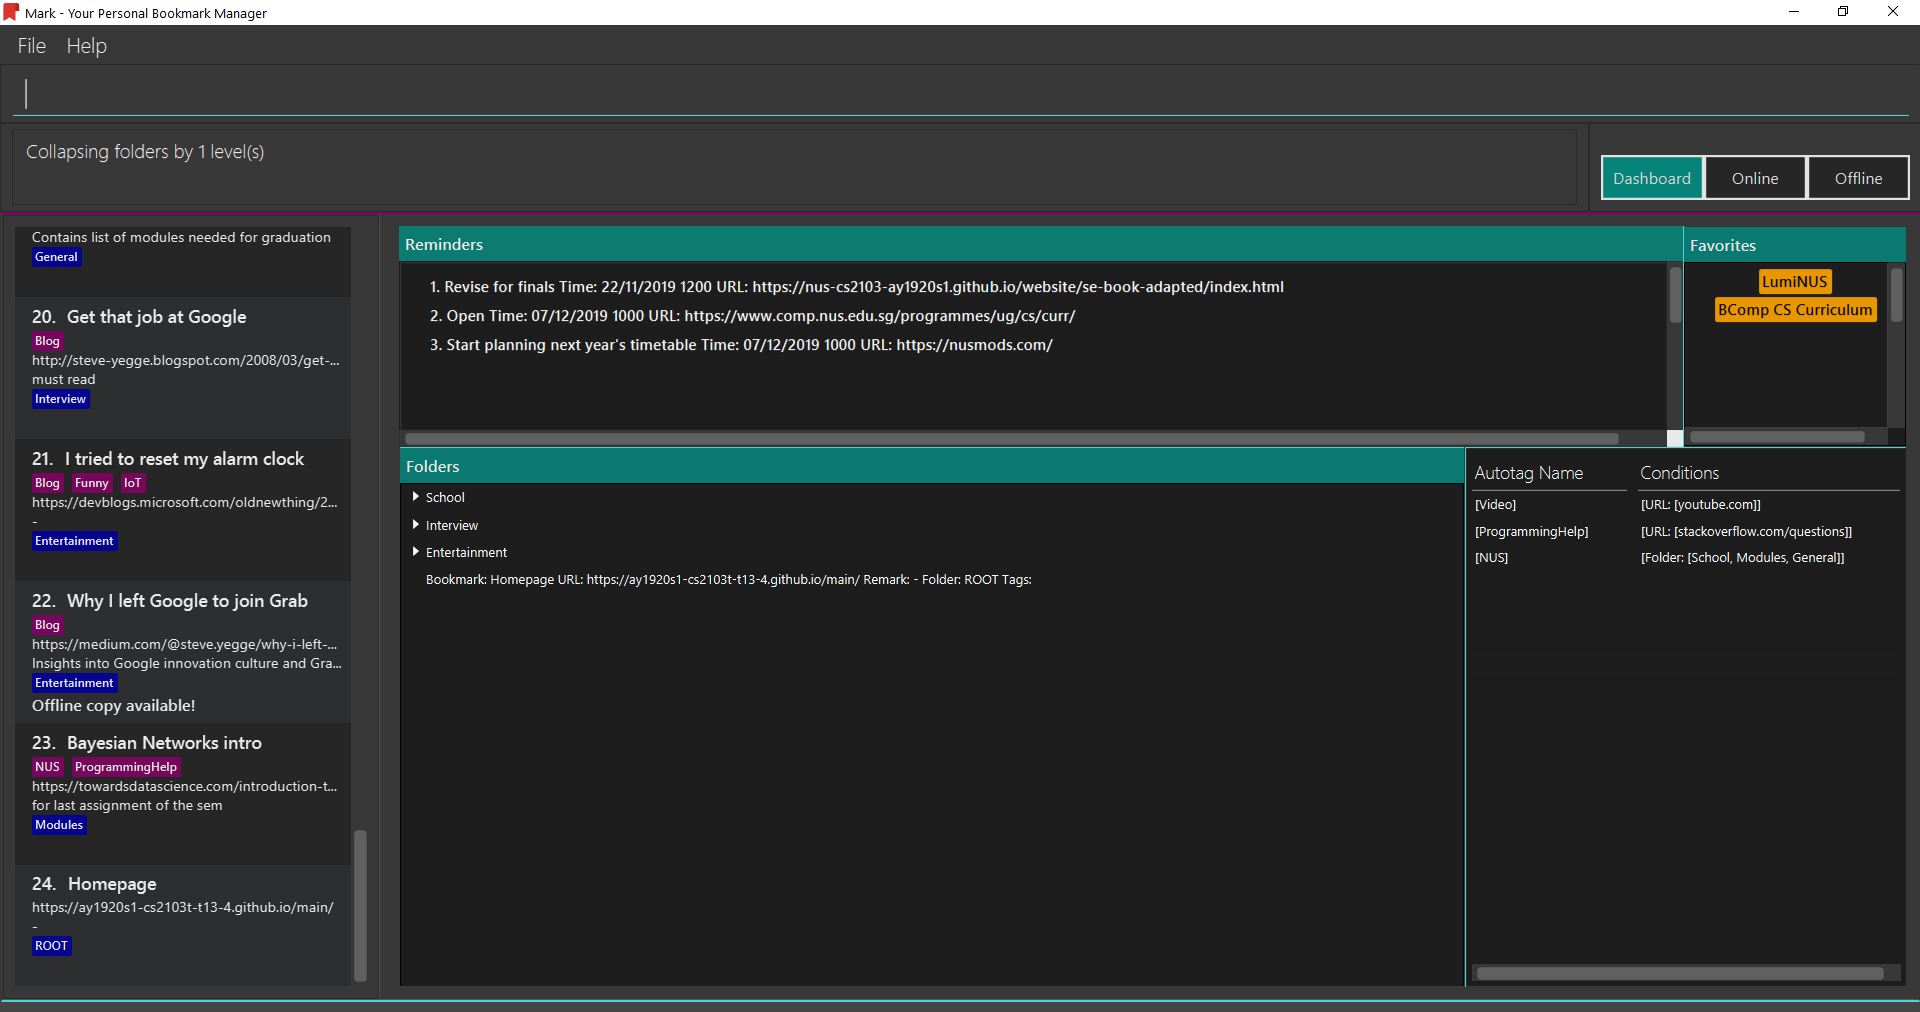 Mark - Your Personal Bookmark Manager
File Help
Collapsing folders by 1 level(s)
Dashboard Online Offline
Contains list of modules needed for graduation
General
20. Get that job at Google
Blog
http://steve-yegge.blogspot.com/2008/03/get-...
must read
Interview
21. I tried to reset my alarm clock
Blog Funny IoT
https://devblogs.microsoft.com/oldnewthing/2...
-
Entertainment
22. Why I left Google to join Grab
Blog
https://medium.com/@steve.yegge/why-i-left-...
Insights into Google innovation culture and Gra...
Entertainment
Offline copy available!
23. Bayesian Networks intro
NUS ProgrammingHelp
https://towardsdatascience.com/introduction-t...
for last assignment of the sem
Modules
24. Homepage
https://ay1920s1-cs2103t-t13-4.github.io/main/
-
ROOT
Reminders
1. Revise for finals Time: 22/11/2019 1200 URL: https://nus-cs2103-ay1920s1.github.io/website/se-book-adapted/index.html
2. Open Time: 07/12/2019 1000 URL: https://www.comp.nus.edu.sg/programmes/ug/cs/curr/
3. Start planning next year's timetable Time: 07/12/2019 1000 URL: https://nusmods.com/
Favorites
LumiNUS
BComp CS Curriculum
Folders
School
Interview
Entertainment
Bookmark: Homepage URL: https://ay1920s1-cs2103t-t13-4.github.io/main/ Remark: - Folder: ROOT Tags:
Autotag Name Conditions
[Video] [URL: [youtube.com]]
[ProgrammingHelp] [URL: [stackoverflow.com/questions]]
[NUS] [Folder: [School, Modules, General]]